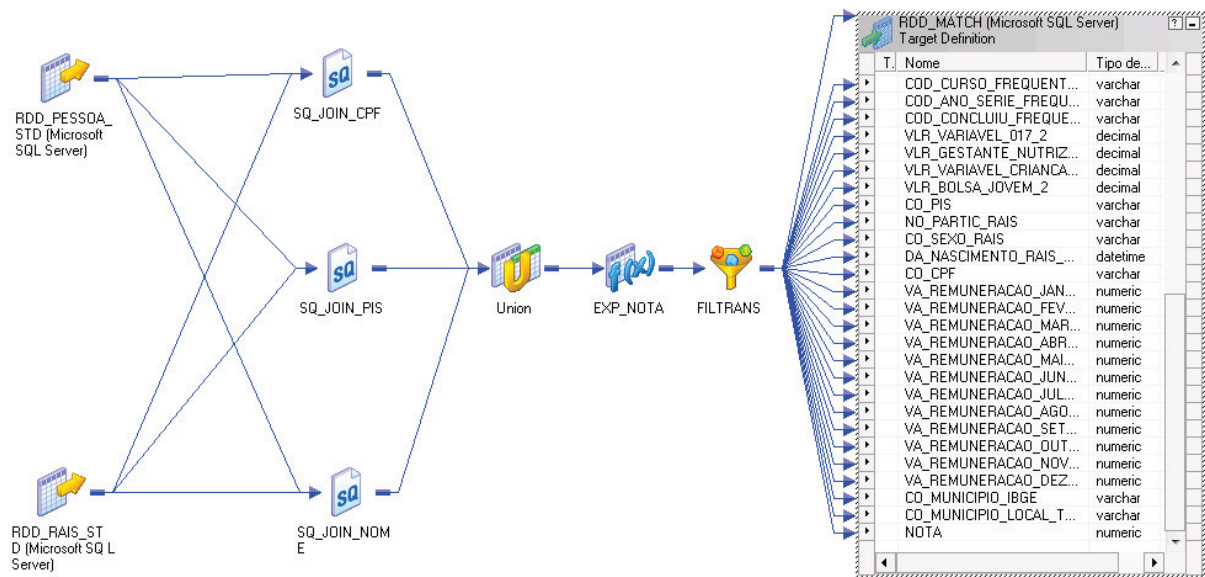 RDD_PESSOA_
STD (Microsoft
SQL Server)
SQ
SQ_JOIN_CPF
SQ
SQ_JOIN_PIS
SQ
SQ_JOIN_NOM
E
RDD_RAIS_ST
D (Microsoft SQ L
Server)
U
Union
f(x)
EXP_NOTA
FILTRANS
RDD_MATCH (Microsoft SQL Server)
Target Definition
?
T. Nome Tipo de...
COD_CURSO_FREQUENT... varchar
COD_ANO_SERIE_FREQU... varchar
COD_CONCLUIU_FREQUE... varchar
VLR_VARIAVEL_017_2 decimal
VLR_GESTANTE_NUTRIZ... decimal
VLR_VARIAVEL_CRIANCA... decimal
VLR_BOLSA_JOVEM_2 decimal
CO_PIS varchar
NO_PARTIC_RAIS varchar
CO_SEXO_RAIS varchar
DA_NASCIMENTO_RAIS_... datetime
CO_CPF varchar
VA_REMUNERACAO_JAN... numeric
VA_REMUNERACAO_FEV... numeric
VA_REMUNERACAO_MAR... numeric
VA_REMUNERACAO_ABR... numeric
VA_REMUNERACAO_MAI... numeric
VA_REMUNERACAO_JUN... numeric
VA_REMUNERACAO_JUL... numeric
VA_REMUNERACAO_AGO... numeric
VA_REMUNERACAO_SET... numeric
VA_REMUNERACAO_OUT... numeric
VA_REMUNERACAO_NOV... numeric
VA_REMUNERACAO_DEZ... numeric
CO_MUNICIPIO_IBGE varchar
CO_MUNICIPIO_LOCAL_T... varchar
NOTA numeric